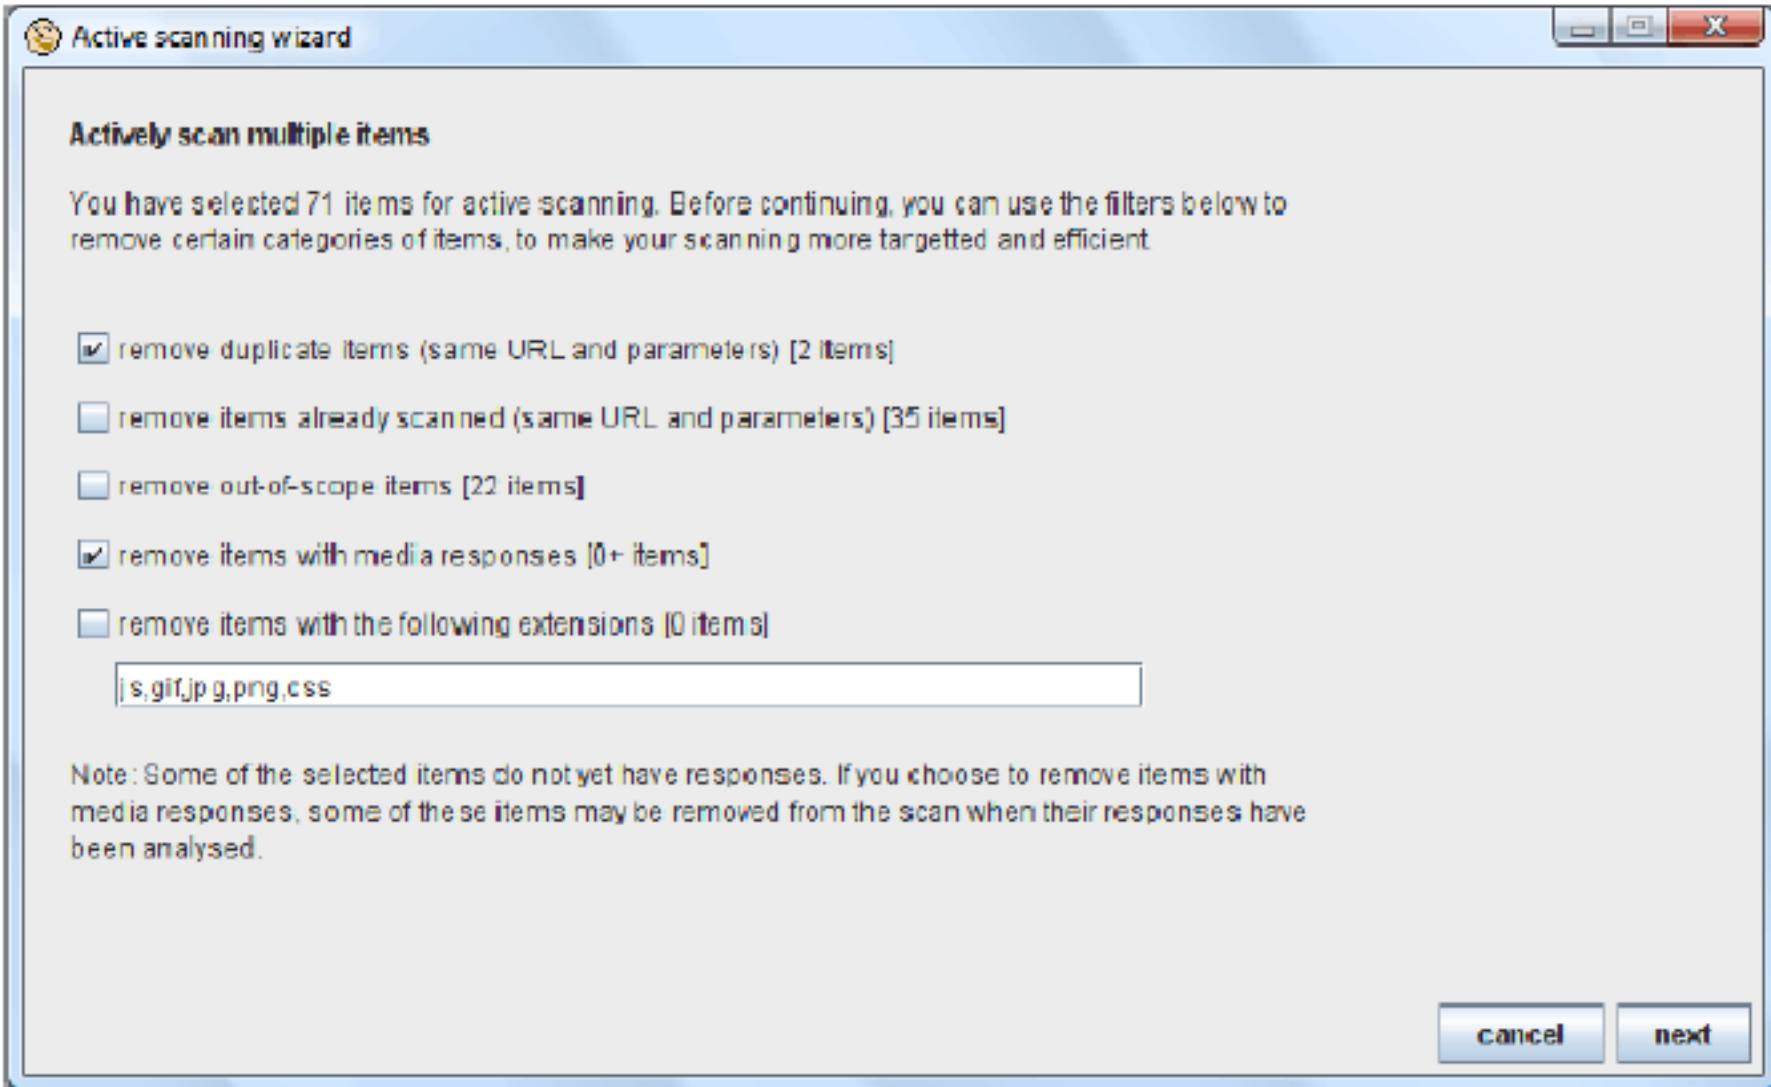 Active scanning wizard
Actively scan multiple items
You have selected 71 items for active scanning. Before continuing, you can use the filters below to
remove certain categories of items, to make your scanning more targetted and efficient.
remove duplicate items (same URL and parameters) [2 items]
remove items already scanned (same URL and parameters) [35 items]
remove out-of-scope items [22 items]
remove items with media responses [0+ items]
remove items with the following extensions [0 items]
js,gif,jpg,png,css
Note: Some of the selected items do not yet have responses. If you choose to remove items with
media responses, some of these items may be removed from the scan when their responses have
been analysed.
cancel next